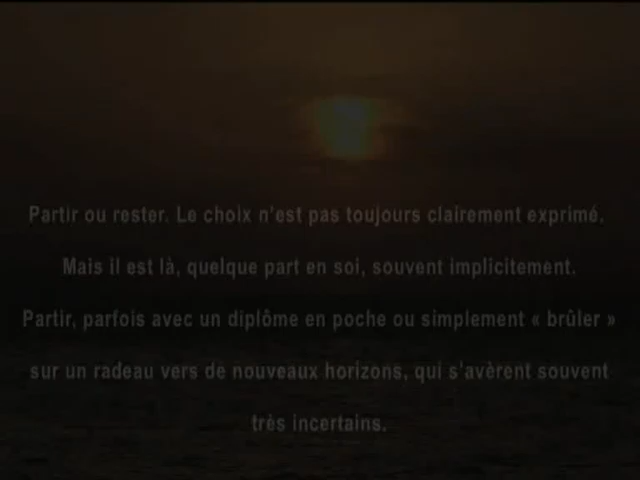 Partir ou rester. Le choix n'est pas toujours clairement exprimé,
Mais il est là, quelque part en soi, souvent implicitement.
Partir, parfois avec un diplôme en poche ou simplement « brûler »
sur un radeau vers de nouveaux horizons, qui s'avèrent souvent
très incertains.